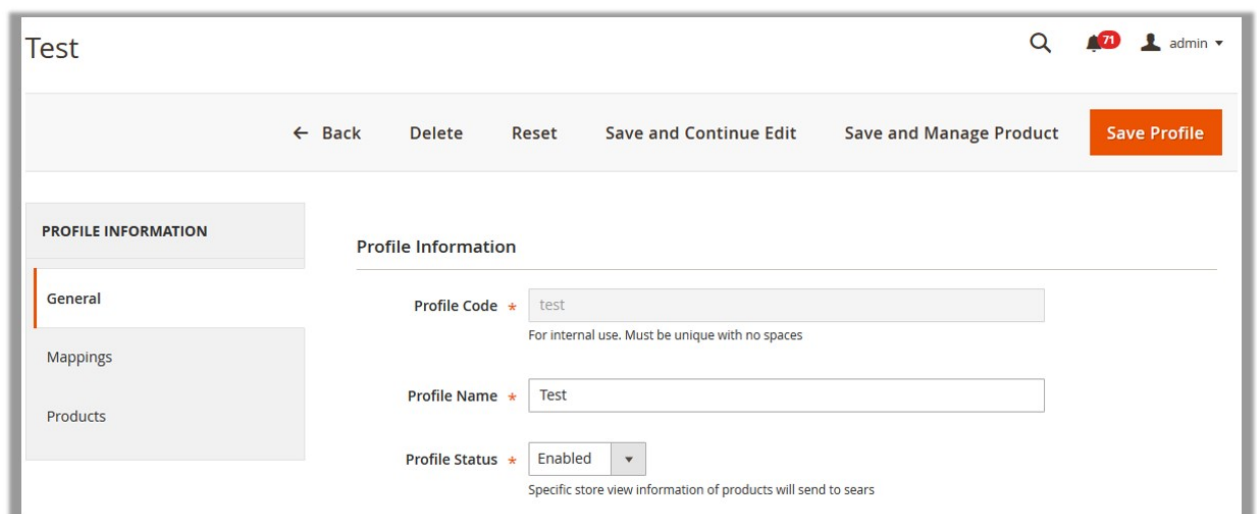 Test
71
admin
Back Delete Reset Save and Continue Edit Save and Manage Product Save Profile
PROFILE INFORMATION
General
Mappings
Products
Profile Information
Profile Code * test
For internal use. Must be unique with no spaces
Profile Name * Test
Profile Status * Enabled
Specific store view information of products will send to sears